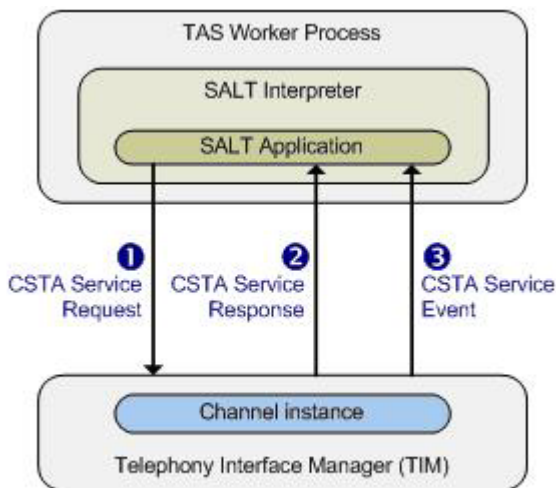 TAS Worker Process
SALT Interpreter
SALT Application
1
CSTA Service
Request
2
CSTA Service
Response
3
CSTA Service
Event
Channel instance
Telephony Interface Manager (TIM)